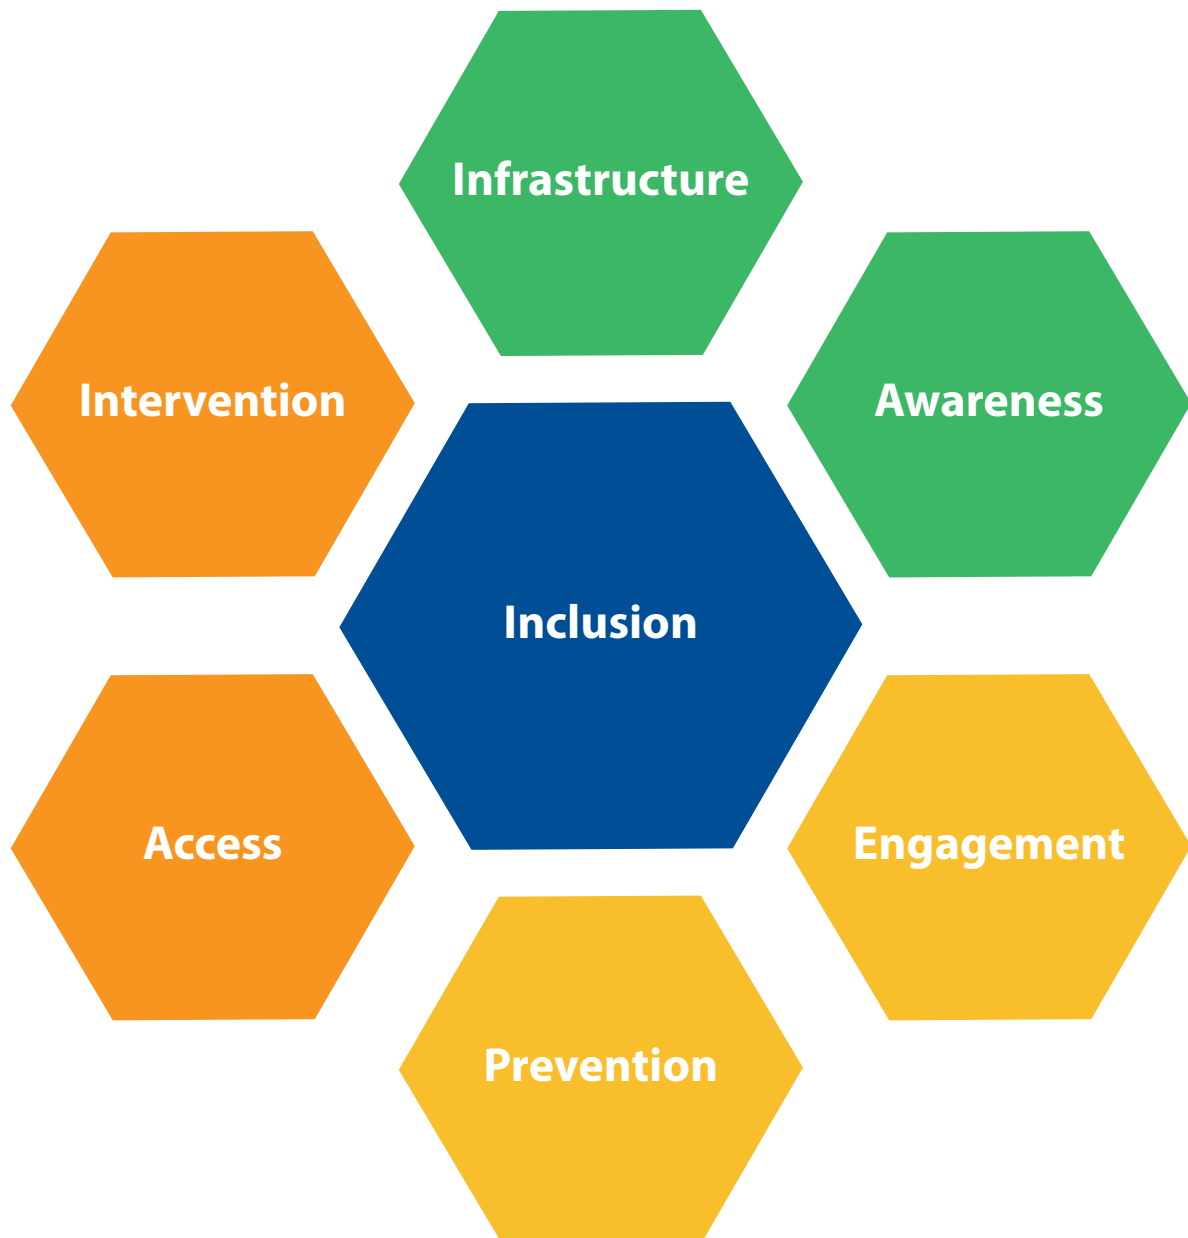 Infrastructure
Intervention
Awareness
Inclusion
Access
Engagement
Prevention